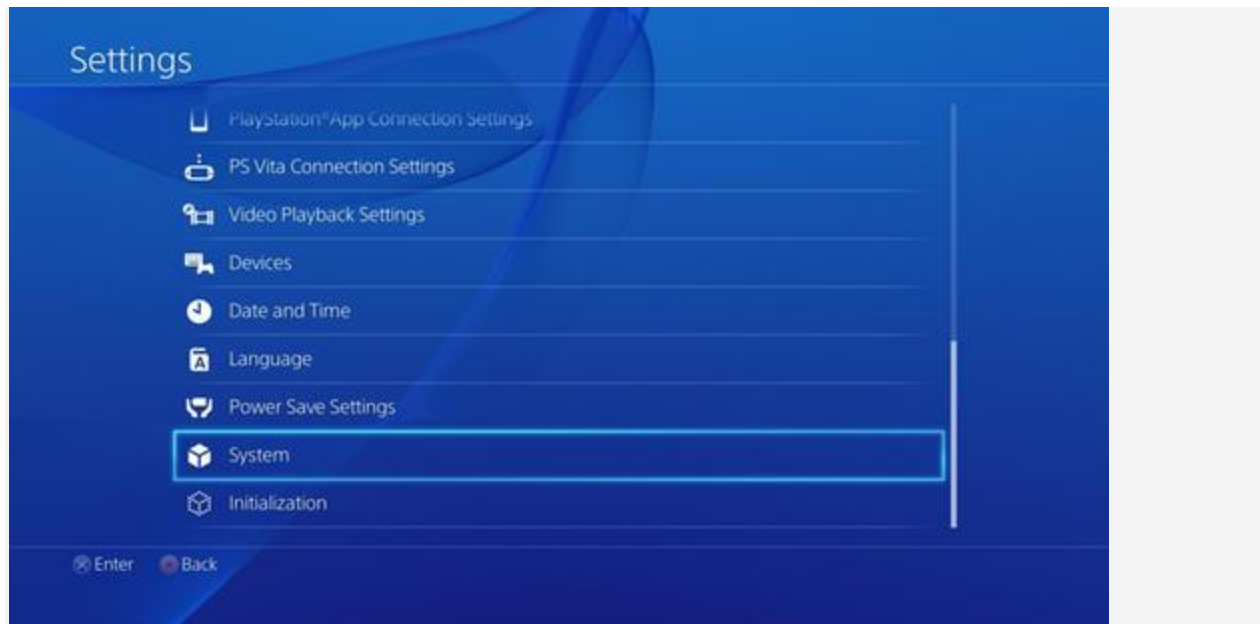 Settings
PlayStation®App Connection Settings
PS Vita Connection Settings
Video Playback Settings
Devices
Date and Time
Language
Power Save Settings
System
Initialization
Enter Back